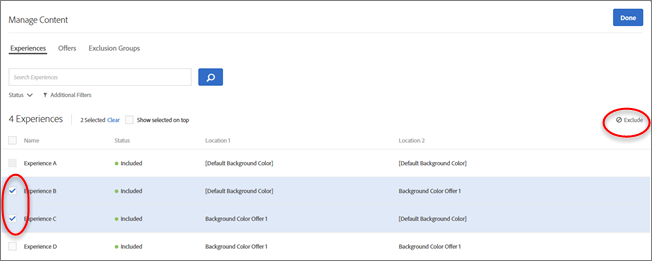 Manage Content
Done
Experiences Offers Exclusion Groups
Search Experiences
Status Additional Filters
4 Experiences 2 Selected Clear Show selected on top Exclude
Name Status Location 1 Location 2
Experience A Included [Default Background Color] [Default Background Color]
Experience B Included [Default Background Color] Background Color Offer 1
Experience C Included Background Color Offer 1 [Default Background Color]
Experience D Included Background Color Offer 1 Background Color Offer 1